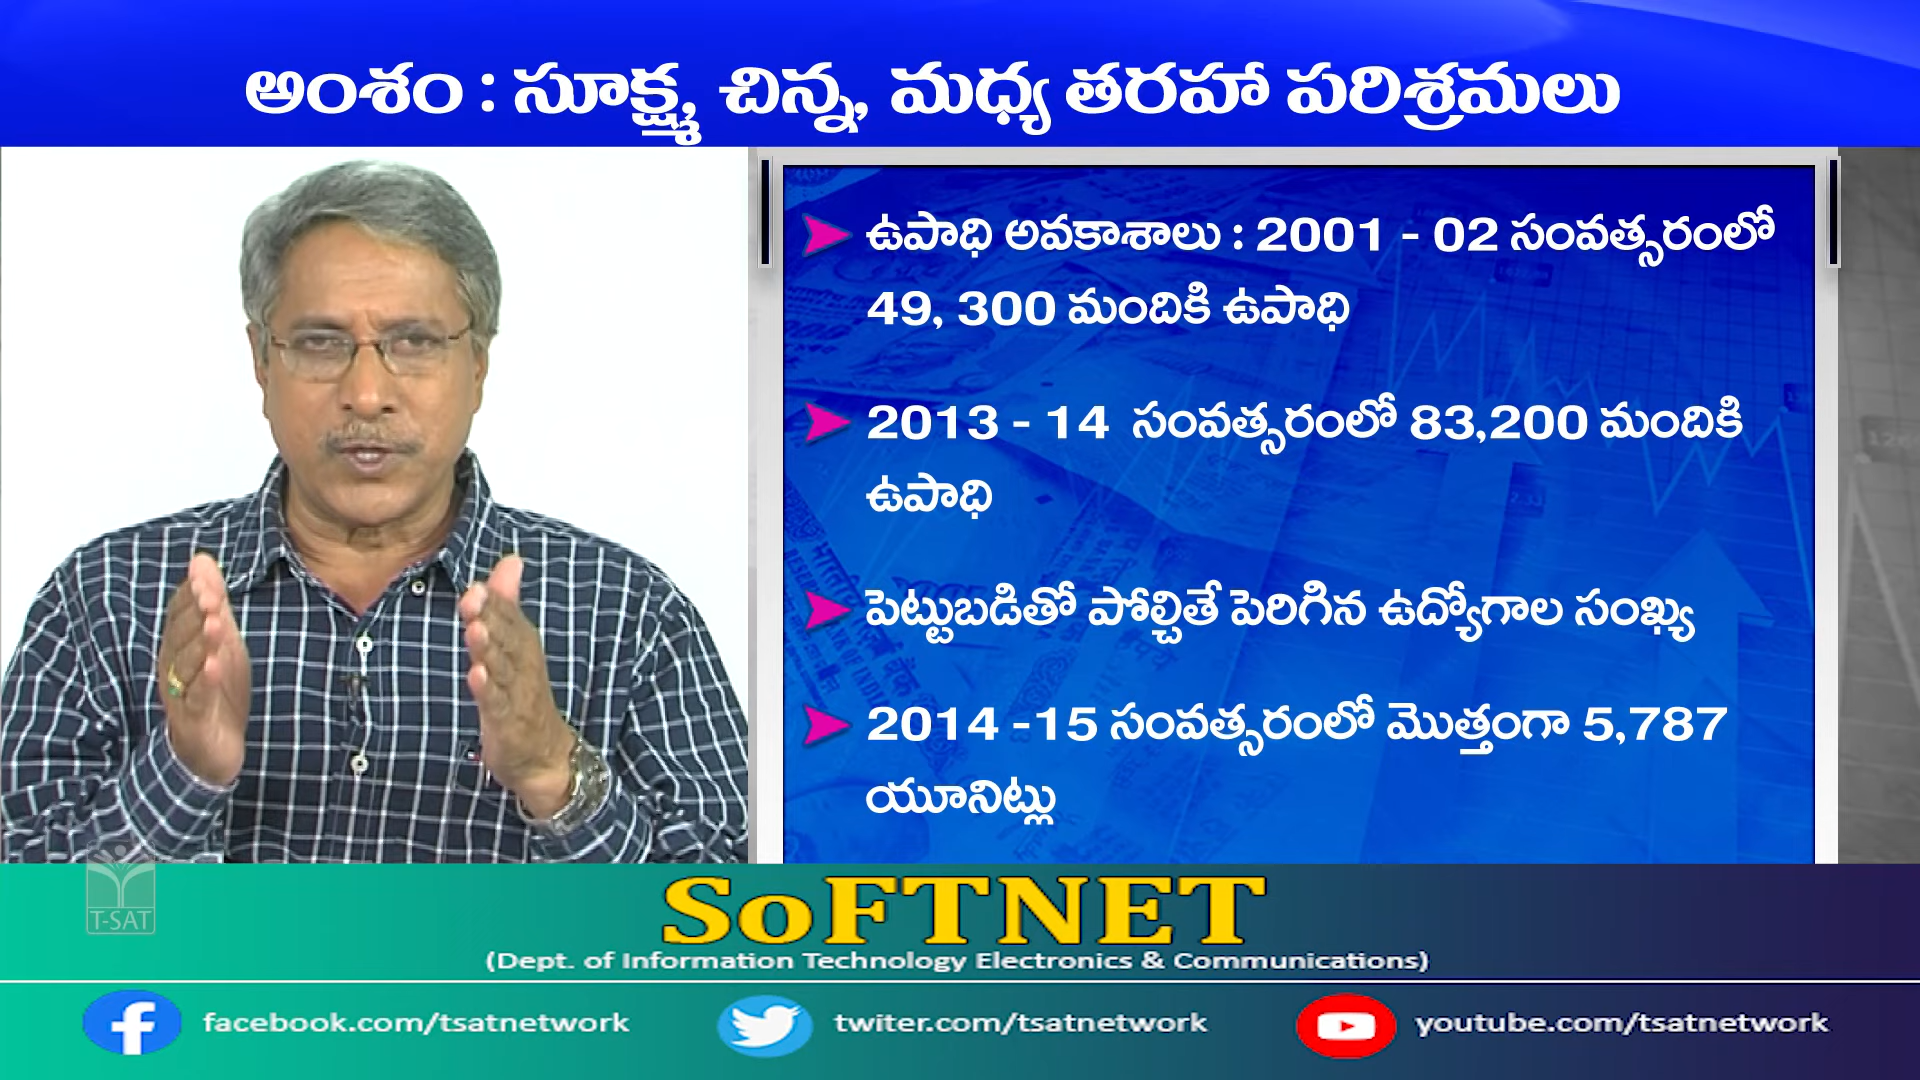 అంశం : సూక్ష్మ, చిన్న, మధ్య తరహా పరిశ్రమలు
ఉపాధి అవకాశాలు : 2001 - 02 సంవత్సరంలో
49, 300 మందికి ఉపాధి
2013 - 14 సంవత్సరంలో 83,200 మందికి
ఉపాధి
పెట్టుబడితో పోల్చితే పెరిగిన ఉద్యోగాల సంఖ్య
2014 -15 సంవత్సరంలో మొత్తంగా 5,787
యూనిట్లు
T-SAT
SoFTNET
(Dept. of Information Technology Electronics & Communications)
facebook.com/tsatnetwork
twiter.com/tsatnetwork
youtube.com/tsatnetwork